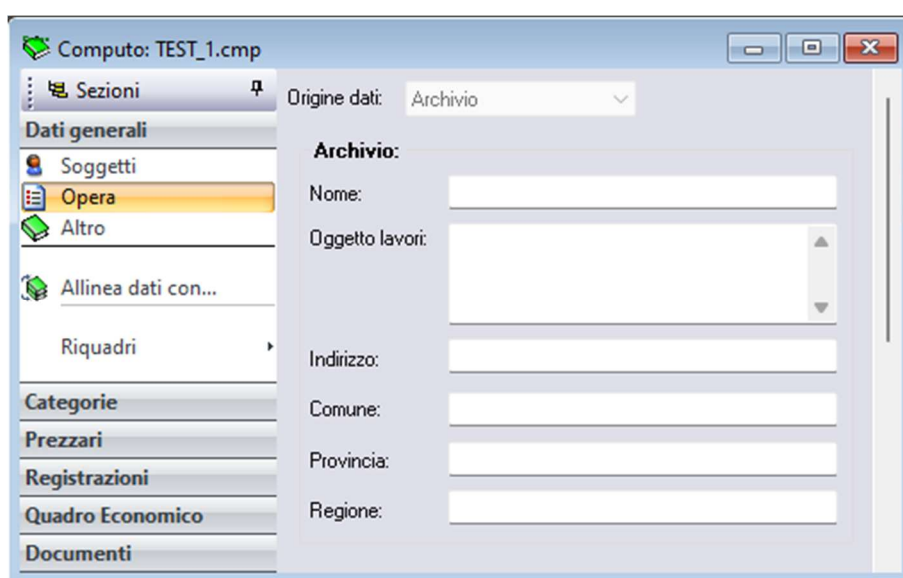 Computo: TEST_1.cmp
Sezioni
Dati generali
Soggetti
Opera
Altro
Allinea dati con...
Riquadri
Categorie
Prezzari
Registrazioni
Quadro Economico
Documenti
Origine dati: Archivio
Archivio:
Nome:
Oggetto lavori:
Indirizzo:
Comune:
Provincia:
Regione: